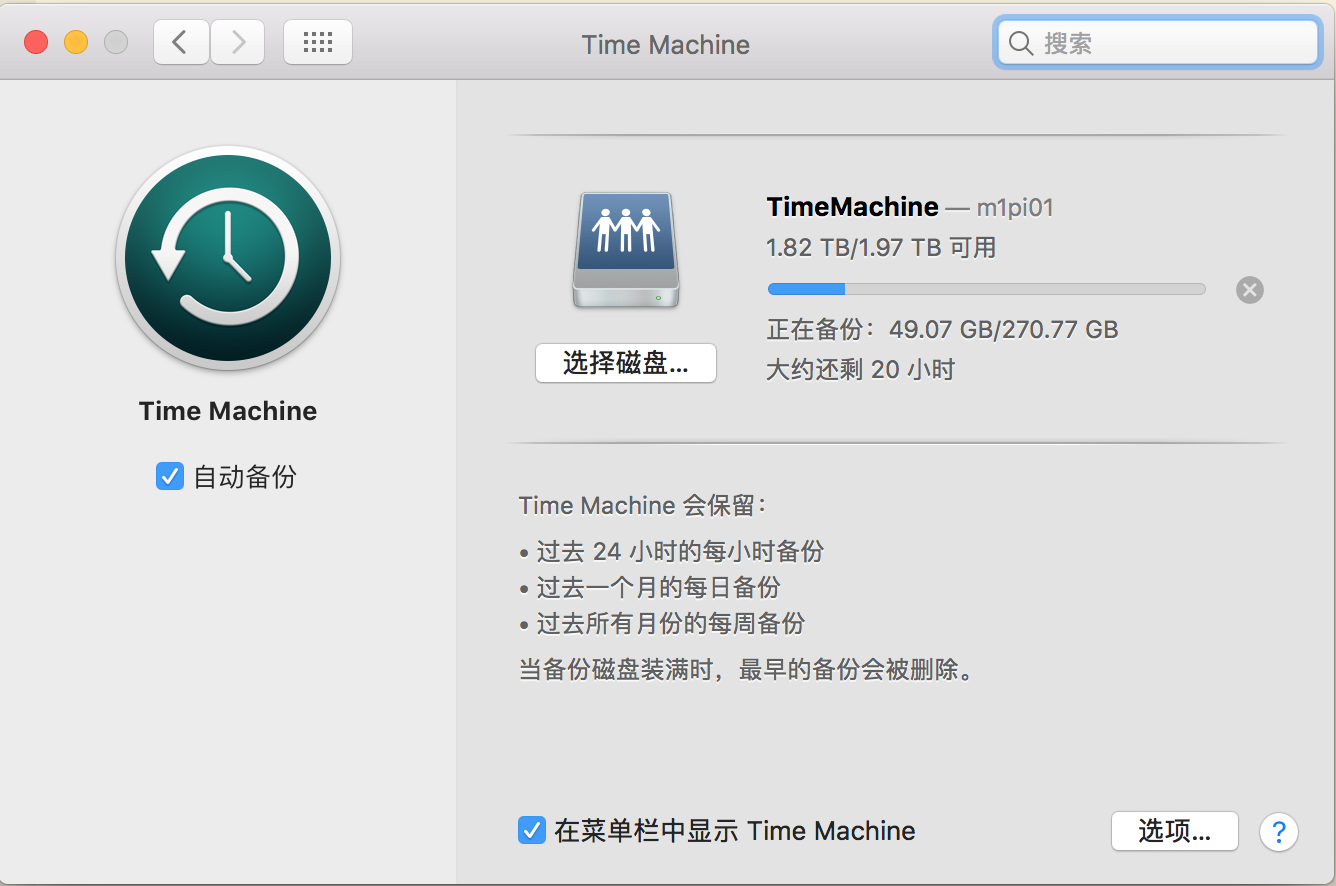 Time Machine
搜索
Time Machine
自动备份
TimeMachine — m1pi01
1.82 TB/1.97 TB 可用
正在备份：49.07 GB/270.77 GB
大约还剩 20 小时
选择磁盘...
Time Machine 会保留：
• 过去 24 小时的每小时备份
• 过去一个月的每日备份
• 过去所有月份的每周备份
当备份磁盘装满时，最早的备份会被删除。
在菜单栏中显示 Time Machine
选项...
?